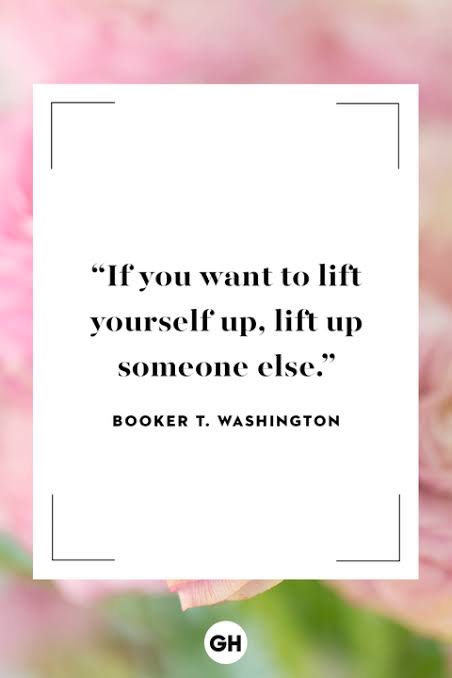 “If you want to lift
yourself up, lift up
someone else.”
BOOKER T. WASHINGTON
GH